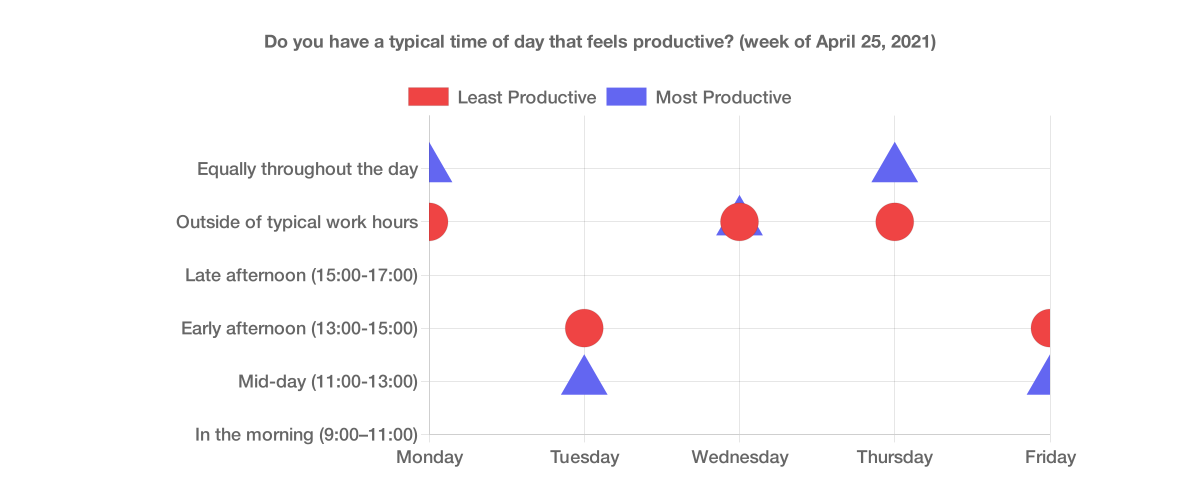 Do you have a typical time of day that feels productive? (week of April 25, 2021)
Least Productive Most Productive
Equally throughout the day
Outside of typical work hours
Late afternoon (15:00-17:00)
Early afternoon (13:00-15:00)
Mid-day (11:00-13:00)
In the morning (9:00–11:00)
Monday Tuesday Wednesday Thursday Friday